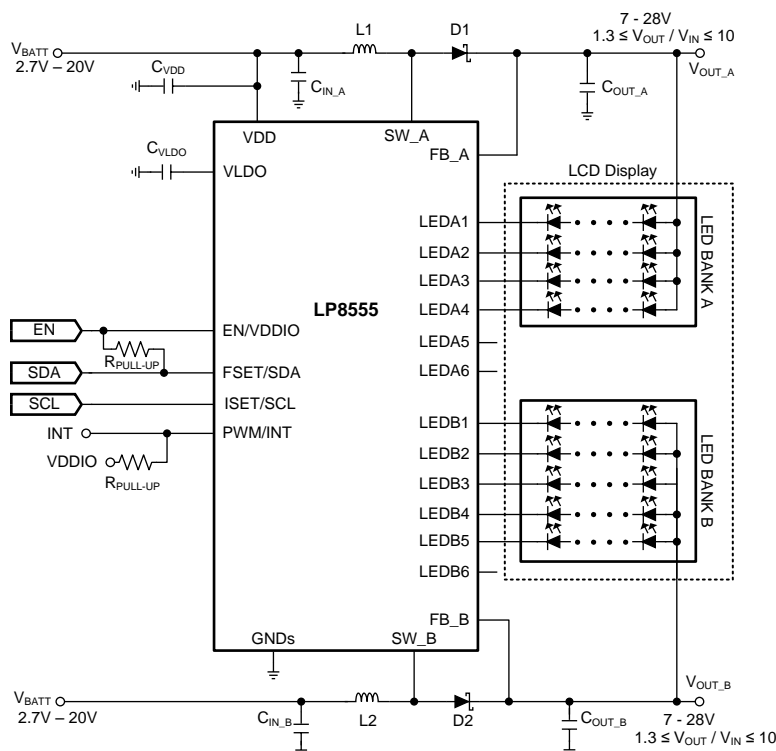 7 - 28V
1.3 ≤ VOUT / VIN ≤ 10
VBATT
2.7V – 20V
L1
D1
VOUT_A
CVDD
CIN_A
COUT_A
VDD
SW_A
CVLDO
VLDO
FB_A
LCD Display
LEDA1
LEDA2
LEDA3
LEDA4
LEDA5
LEDA6
LED BANK A
LP8555
EN
EN/VDDIO
RPULL-UP
SDA
FSET/SDA
SCL
ISET/SCL
INT
PWM/INT
VDDIO
RPULL-UP
LEDB1
LEDB2
LEDB3
LEDB4
LEDB5
LEDB6
LED BANK B
FB_B
GNDs
SW_B
VBATT
2.7V – 20V
CIN_B
L2
D2
COUT_B
VOUT_B
7 - 28V
1.3 ≤ VOUT / VIN ≤ 10